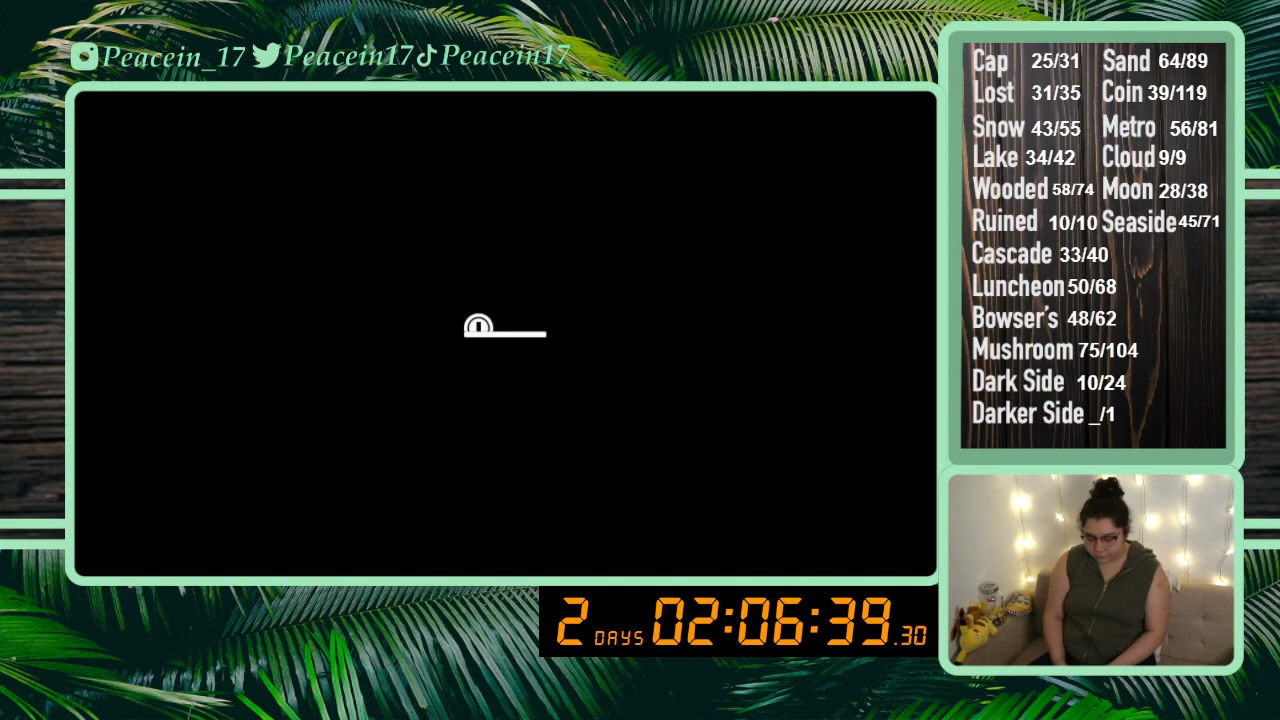 Peacein_17 Peacein17 Peacein17
Cap 25/31 Sand 64/89
Lost 31/35 Coin 39/119
Snow 43/55 Metro 56/81
Lake 34/42 Cloud 9/9
Wooded 58/74 Moon 28/38
Ruined 10/10 Seaside 45/71
Cascade 33/40
Luncheon 50/68
Bowser's 48/62
Mushroom 75/104
Dark Side 10/24
Darker Side _/1
2 DAYS 02:06:39.30